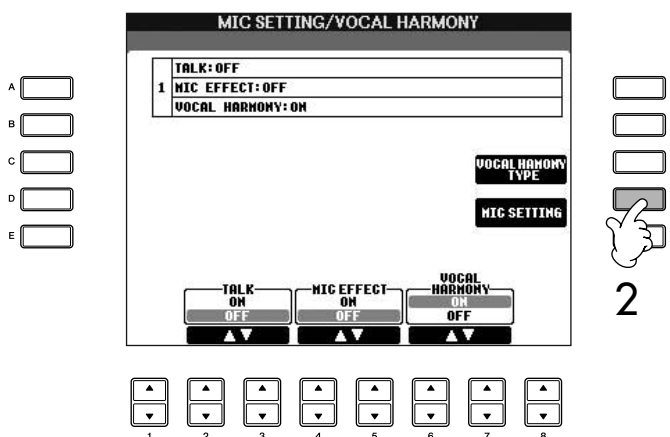 MIC SETTING/VOCAL HARMONY
TALK:OFF
1 MIC EFFECT:OFF
VOCAL HARMONY:ON
A
B
C
D
E
VOCAL HAMONY
TYPE
MIC SETTING
2
TALK
ON
OFF
MIC EFFECT
ON
OFF
VOCAL
HARMONY
ON
OFF
1 2 3 4 5 6 7 8